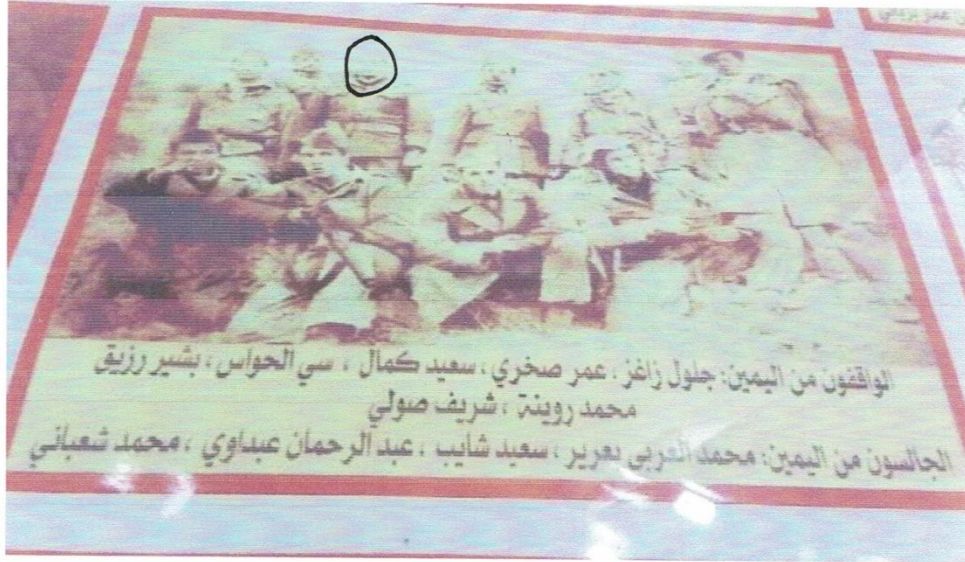 الواقفون من اليمين: جلول زاغز، عمر صخري، سعيد كمال ، سي الحواس ، بشير رزيق
محمد روينة ، شريف صولي
الجالسون من اليمين: محمد العربي بعرير ، سعيد شايب ، عبد الرحمان عبداوي ، محمد شعباني